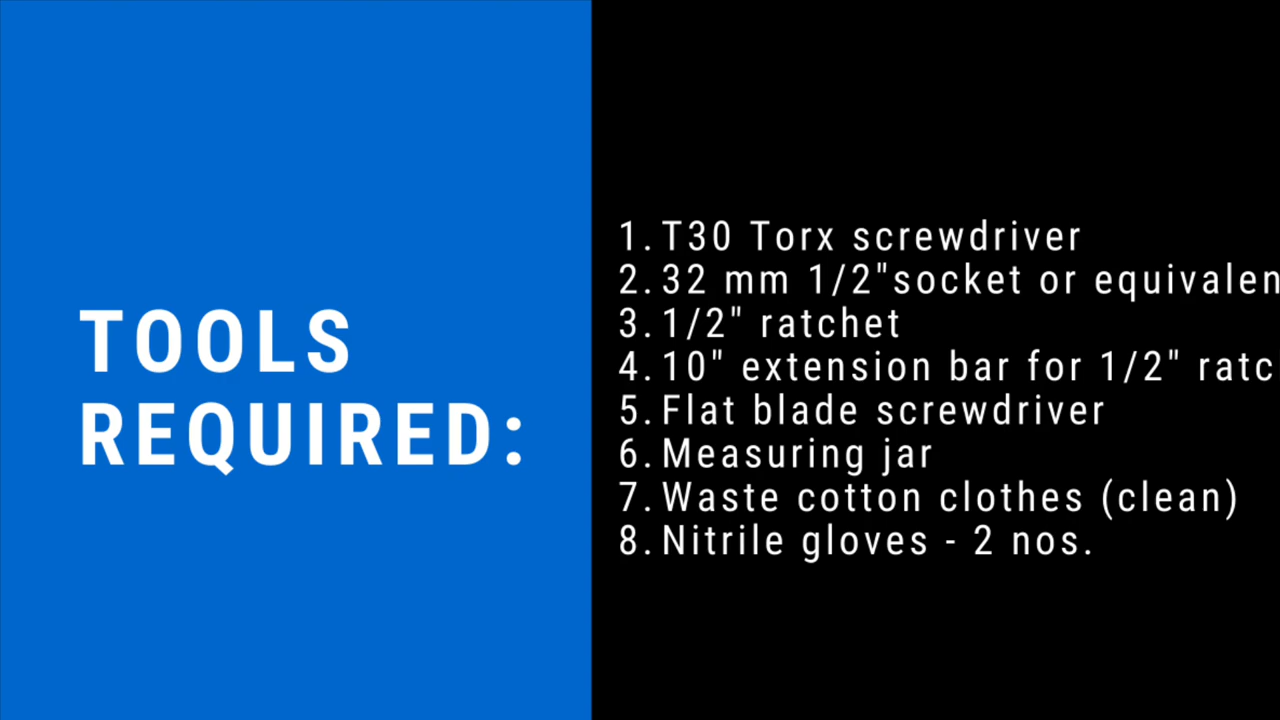 TOOLS
REQUIRED:
1. T30 Torx screwdriver
2. 32 mm 1/2"socket or equivalen
3. 1/2" ratchet
4. 10" extension bar for 1/2" ratc
5. Flat blade screwdriver
6. Measuring jar
7. Waste cotton clothes (clean)
8. Nitrile gloves - 2 nos.